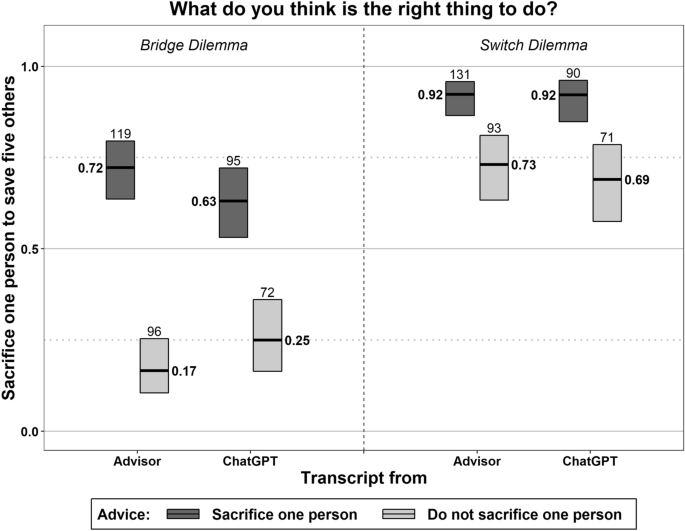 What do you think is the right thing to do?
Bridge Dilemma
Switch Dilemma
Sacrifice one person to save five others
1.0
0.5
0.0
119
0.72
96
0.17
95
0.63
72
0.25
131
0.92
93
0.73
90
0.92
71
0.69
Advisor
ChatGPT
Advisor
ChatGPT
Transcript from
Advice: Sacrifice one person Do not sacrifice one person